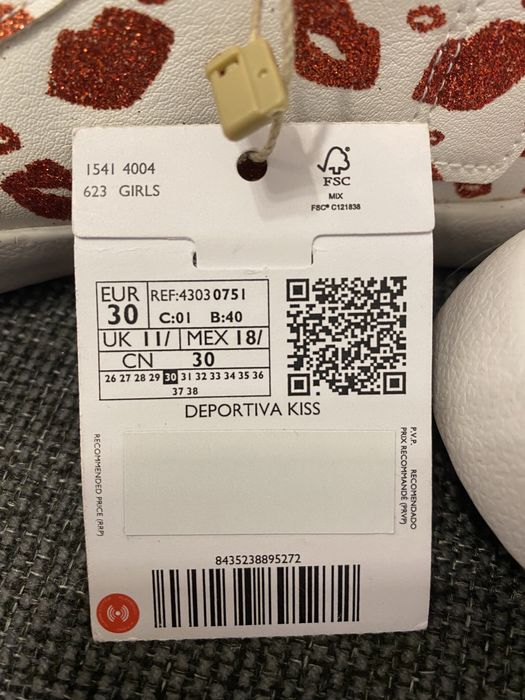 1541 4004
623 GIRLS
FSC
MIX
FSC® C121838
EUR
30
REF:43030751
C:01 B:40
UK 11/ MEX 18/
CN 30
26 27 28 29 30 31 32 33 34 35 36
37 38
DEPORTIVA KISS
RECOMMENDED PRICE (RRP)
P.V.P. RECOMENDADO
PRIX RECOMMANDÉ (PRVP)
8435238895272